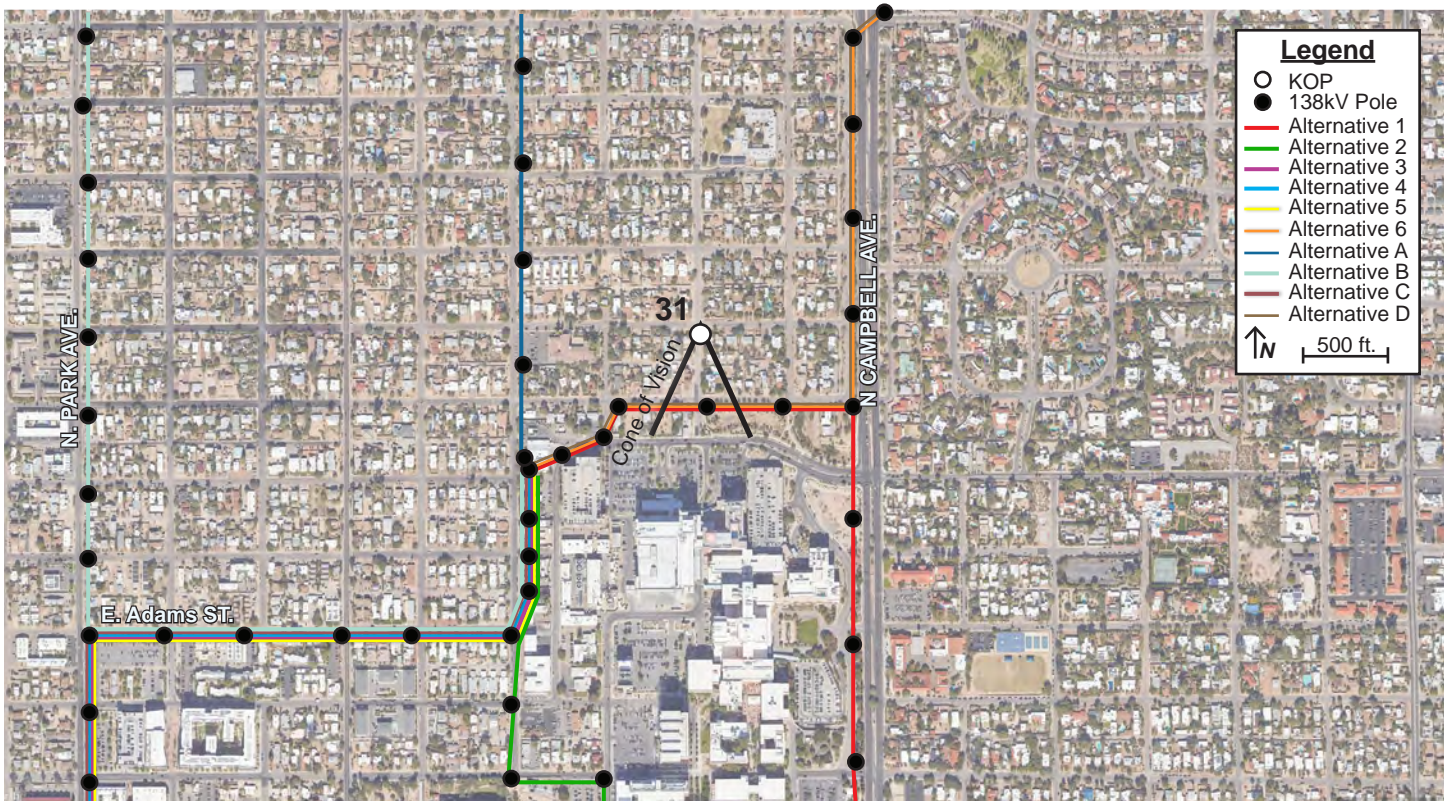 Legend
KOP
138kV Pole
Alternative 1
Alternative 2
Alternative 3
Alternative 4
Alternative 5
Alternative 6
Alternative A
Alternative B
Alternative C
Alternative D
N
500 ft.
31
Cone of Vision
N. PARK AVE.
N CAMPBELL AVE.
E. Adams ST.